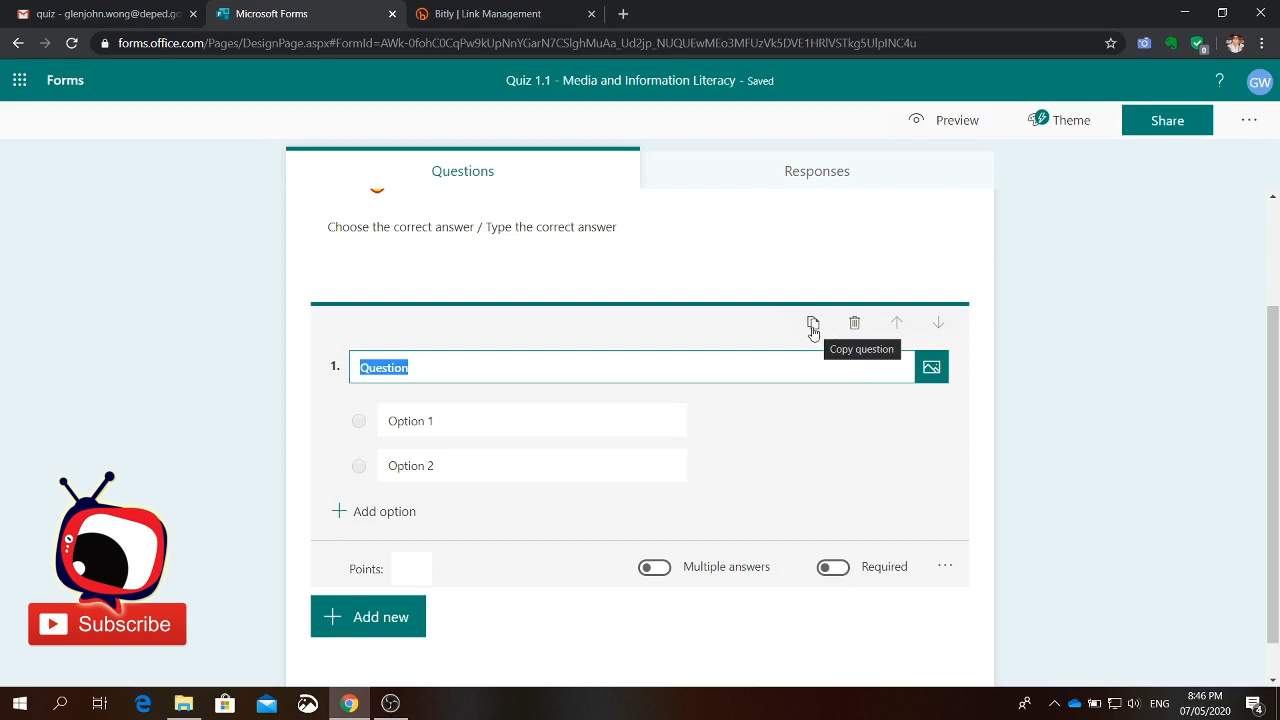 quiz - glenjohn.wong@deped.gc
Microsoft Forms
Bitly | Link Management
forms.office.com/Pages/DesignPage.aspx#FormId=AWk-0fohC0CqPw9kUpNnYGarN7CSlghMuAa_Ud2jp_NUQUEwMEo3MFUzVk5DVE1HRlVSTkg5UlpINC4u
0
Forms
Quiz 1.1 - Media and Information Literacy - Saved
?
GW
Preview
Theme
Share
...
Questions
Responses
Choose the correct answer / Type the correct answer
Copy question
1.
Question
Option 1
Option 2
Add option
Points:
Multiple answers
Required
...
Add new
Subscribe
ENG
8:46 PM
07/05/2020
4